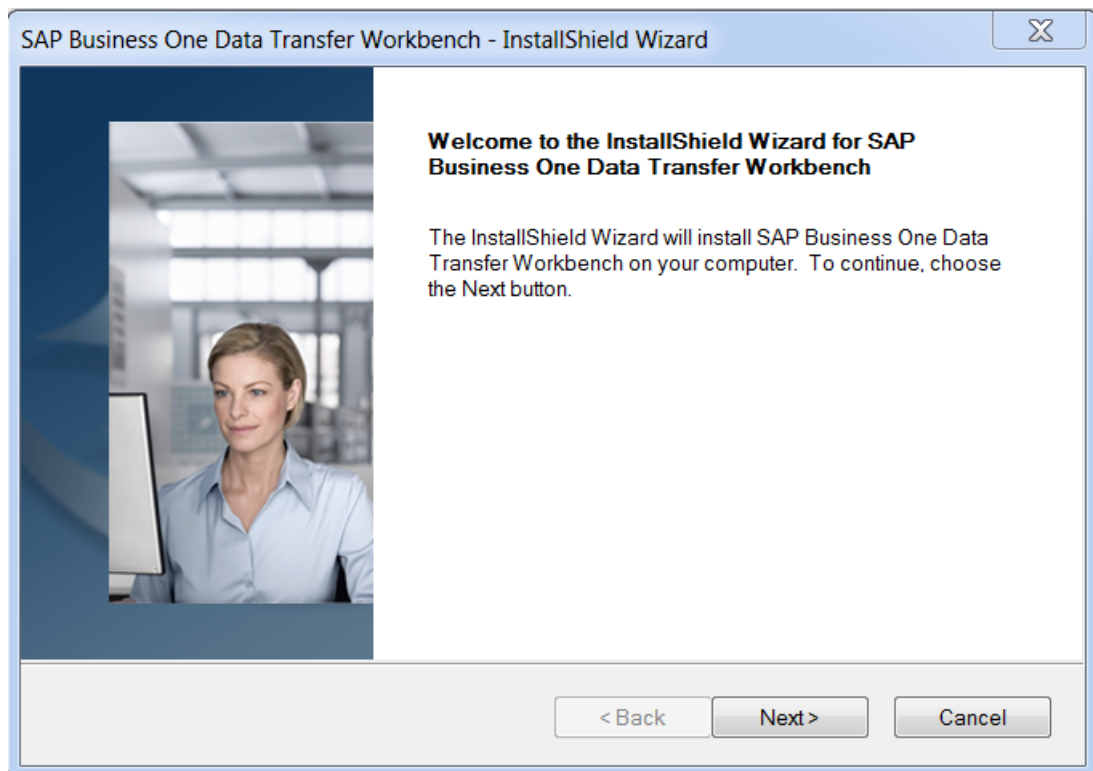 SAP Business One Data Transfer Workbench - InstallShield Wizard
Welcome to the InstallShield Wizard for SAP
Business One Data Transfer Workbench
The InstallShield Wizard will install SAP Business One Data
Transfer Workbench on your computer.  To continue, choose
the Next button.
< Back Next > Cancel